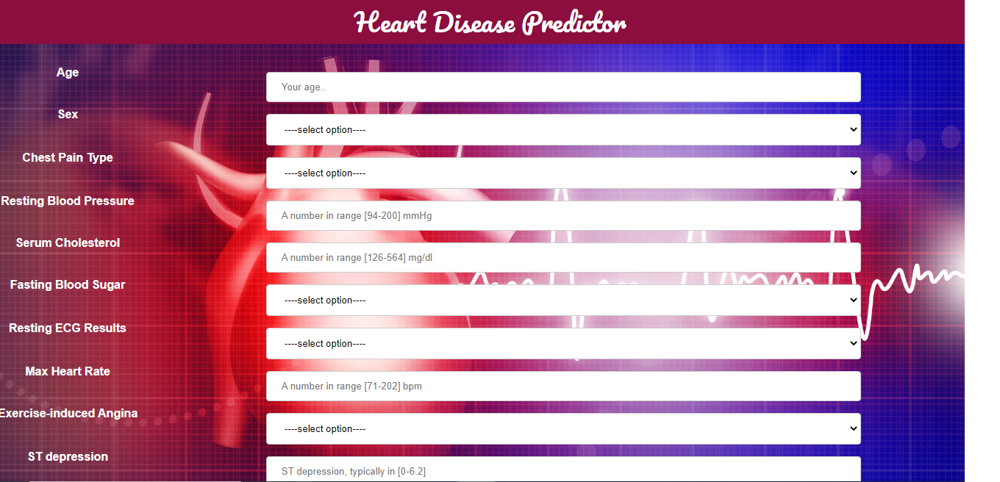 Heart Disease Predictor
Age
Your age..
Sex
----select option----
Chest Pain Type
----select option----
Resting Blood Pressure
A number in range [94-200] mmHg
Serum Cholesterol
A number in range [126-564] mg/dl
Fasting Blood Sugar
----select option----
Resting ECG Results
----select option----
Max Heart Rate
A number in range [71-202] bpm
Exercise-induced Angina
----select option----
ST depression
ST depression, typically in [0-6.2]